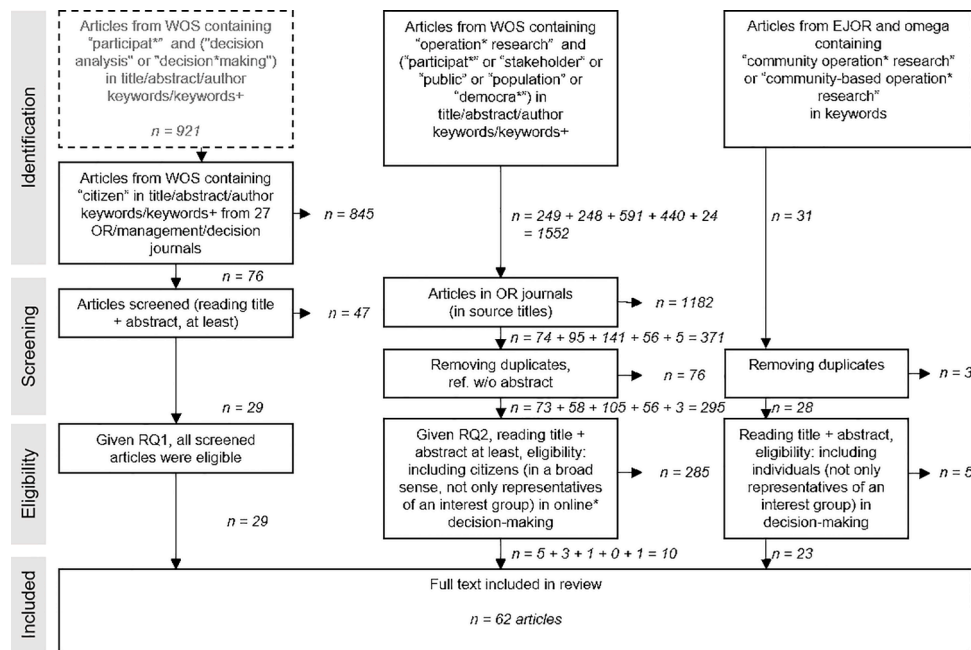 Identification
Articles from WOS containing
"participat*" and ("decision
analysis" or "decision*making")
in title/abstract/author
keywords/keywords+
n = 921
Articles from WOS containing
"operation* research" and
("participat*" or "stakeholder" or
"public" or "population" or
"democra*") in
title/abstract/author
keywords/keywords+
Articles from EJOR and omega
containing
"community operation* research"
or "community-based operation*
research"
in keywords
Articles from WOS containing
"citizen" in title/abstract/author
keywords/keywords+ from 27
OR/management/decision
journals
n = 845
n = 249 + 248 + 591 + 440 + 24
= 1552
n = 31
n = 76
Screening
Articles screened (reading title
+ abstract, at least)
n = 47
Articles in OR journals
(in source titles)
n = 1182
n = 74 + 95 + 141 + 56 + 5 = 371
Removing duplicates,
ref. w/o abstract
n = 76
Removing duplicates
n = 3
n = 29
n = 73 + 58 + 105 + 56 + 3 = 295
n = 28
Eligibility
Given RQ1, all screened
articles were eligible
Given RQ2, reading title +
abstract at least, eligibility:
including citizens (in a broad
sense, not only representatives
of an interest group) in online*
decision-making
n = 285
Reading title + abstract,
eligibility: including
individuals (not only
representatives of an
interest group) in
decision-making
n = 5
n = 29
n = 5 + 3 + 1 + 0 + 1 = 10
n = 23
Included
Full text included in review
n = 62 articles